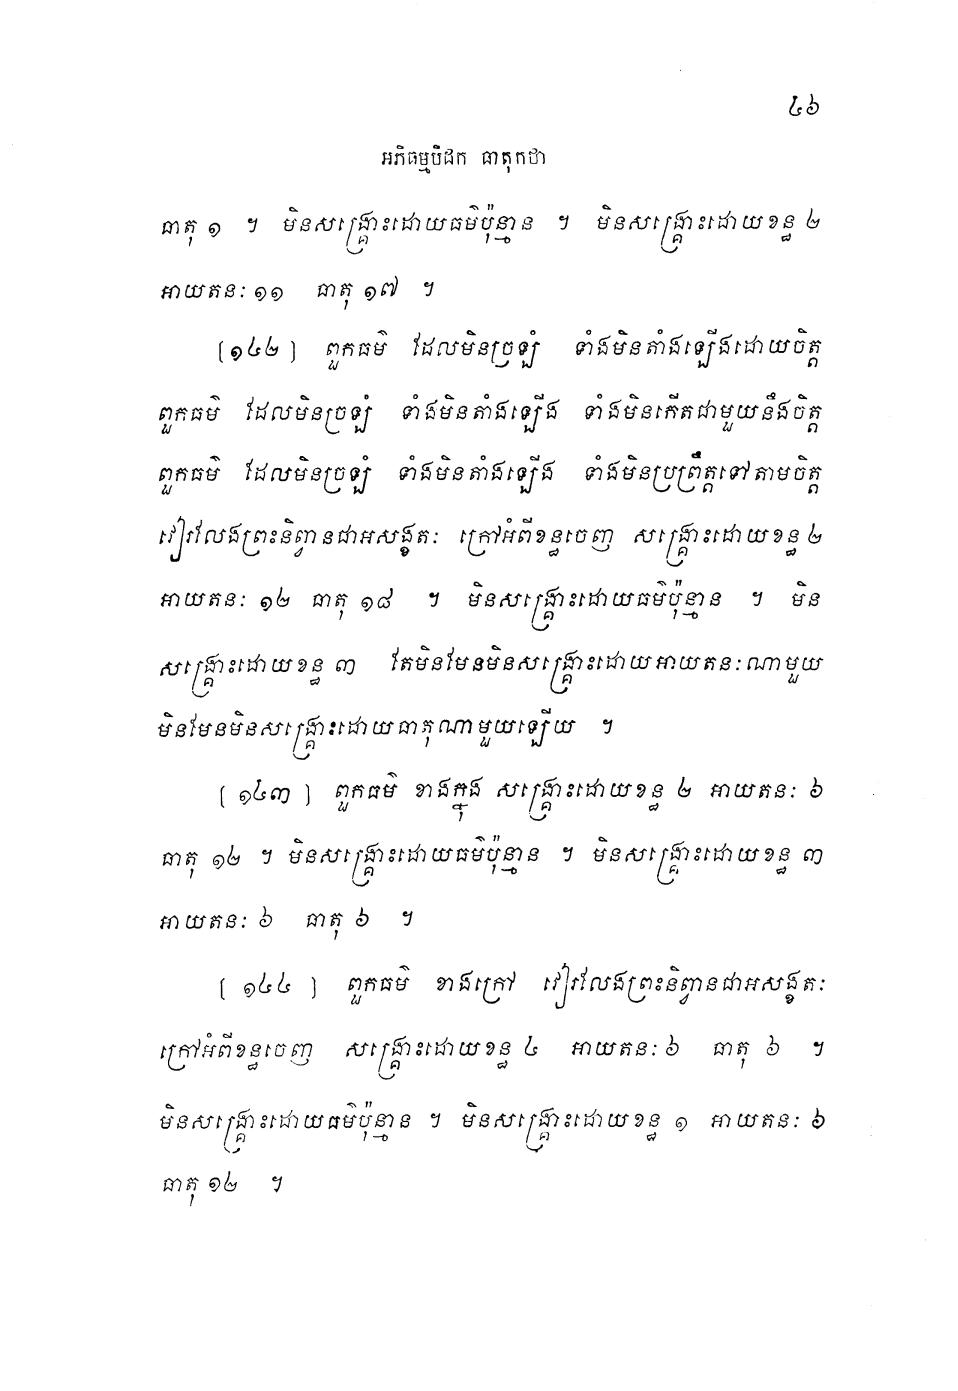 ៤៦
អភិធម្មបិដក ធាតុកថា
ធាតុ ១ ។ មិនសង្គ្រោះដោយធម៌ប៉ុន្មាន ។ មិនសង្គ្រោះដោយខន្ធ ២
អាយតនៈ ១១ ធាតុ ១៧ ។
(១៤២) ពួកធម៌ ដែលមិនច្រឡំ ទាំងមិនតាំងឡើងដោយចិត្ត
ពួកធម៌ ដែលមិនច្រឡំ ទាំងមិនតាំងឡើង ទាំងមិនកើតជាមួយនឹងចិត្ត
ពួកធម៌ ដែលមិនច្រឡំ ទាំងមិនតាំងឡើង ទាំងមិនប្រព្រឹត្តទៅតាមចិត្ត
វៀរលែងព្រះនិព្វានជាអសង្ខតៈ ក្រៅអំពីខន្ធចេញ សង្គ្រោះដោយខន្ធ ២
អាយតនៈ ១២ ធាតុ ១៨ ។ មិនសង្គ្រោះដោយធម៌ប៉ុន្មាន ។ មិន
សង្គ្រោះដោយខន្ធ ៣ តែមិនមែនមិនសង្គ្រោះដោយអាយតនៈណាមួយ
មិនមែនមិនសង្គ្រោះដោយធាតុណាមួយឡើយ ។
(១៤៣) ពួកធម៌ ខាងក្នុង សង្គ្រោះដោយខន្ធ ២ អាយតនៈ ៦
ធាតុ ១២ ។ មិនសង្គ្រោះដោយធម៌ប៉ុន្មាន ។ មិនសង្គ្រោះដោយខន្ធ ៣
អាយតនៈ ៦ ធាតុ ៦ ។
(១៤៤) ពួកធម៌ ខាងក្រៅ វៀរលែងព្រះនិព្វានជាអសង្ខតៈ
ក្រៅអំពីខន្ធចេញ សង្គ្រោះដោយខន្ធ ៤ អាយតនៈ ៦ ធាតុ ៦ ។
មិនសង្គ្រោះដោយធម៌ប៉ុន្មាន ។ មិនសង្គ្រោះដោយខន្ធ ១ អាយតនៈ ៦
ធាតុ ១២ ។